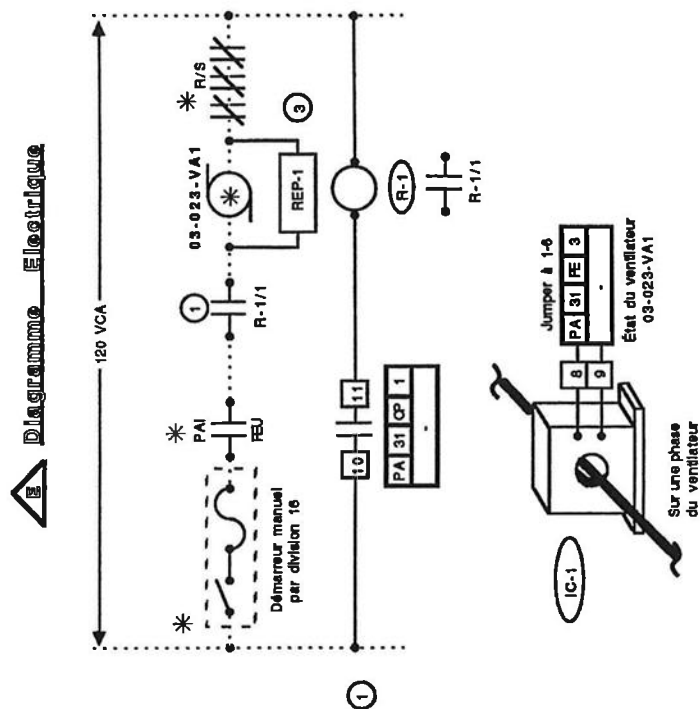 E
Diagramme Electrique
120 VCA
*
Démarreur manuel
par division 16
*
PAI
FEU
1
R-1/1
03-023-VA1
*
REP-1
* R/S
3
1
10
11
PA 31 OP 1
-
R-1
R-1/1
IC-1
Sur une phase
du ventilateur
8
9
Jumper à 1-6
PA 31 PE 3
-
État du ventilateur
03-023-VA1